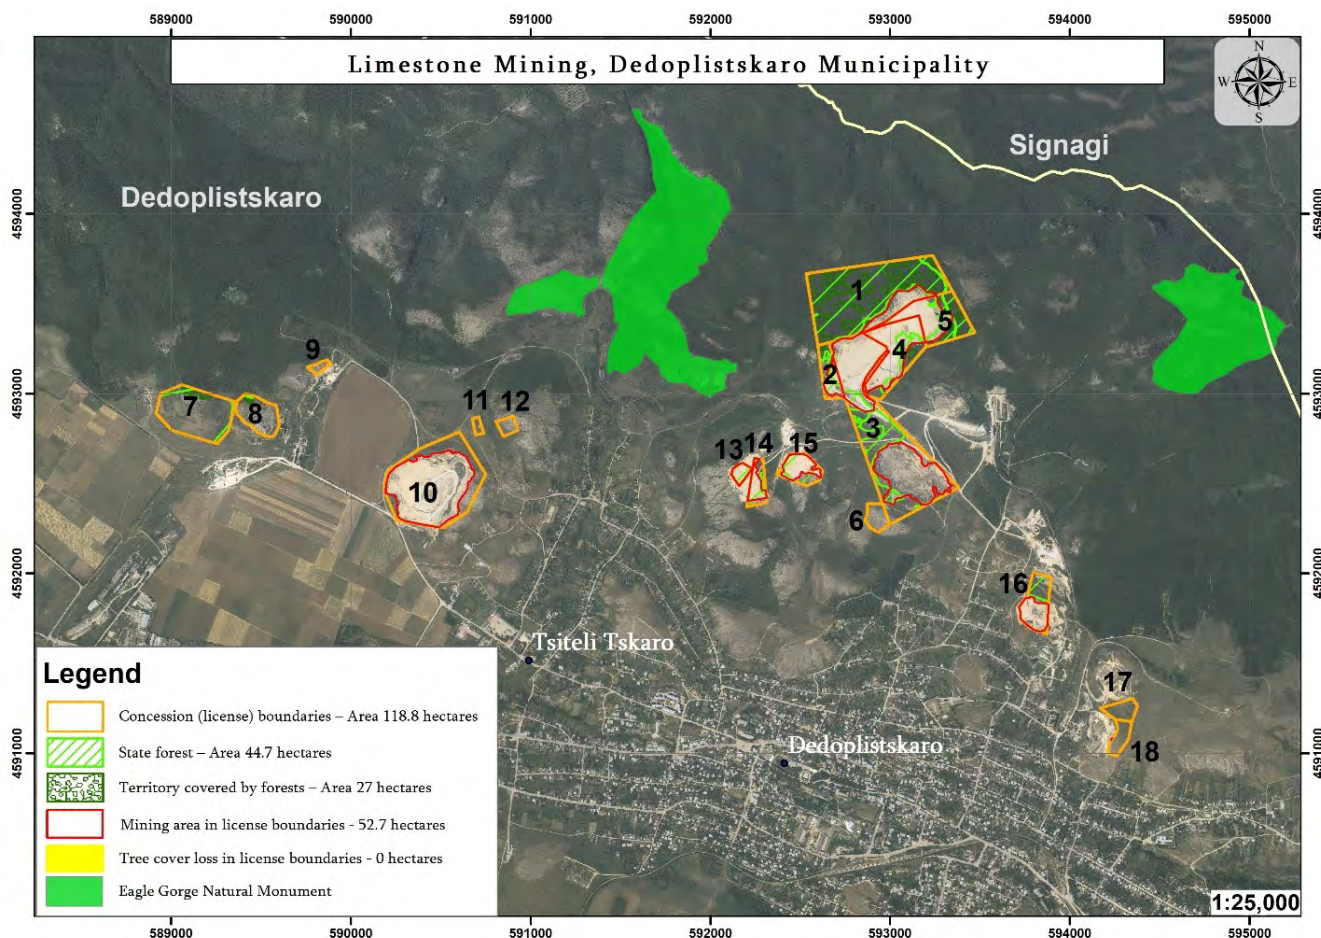 589000 590000 591000 592000 593000 594000 595000
Limestone Mining, Dedoplistskaro Municipality
N
W E
S
Signagi
Dedoplistskaro
4594000 4594000
1
5
4
9
2
4593000 4593000
7 8 11 12
3
13 14 15
10
6
4592000 4592000
16
Tsiteli Tskaro
17
Dedoplistskaro
18
4591000 4591000
Legend
Concession (license) boundaries – Area 118.8 hectares
State forest – Area 44.7 hectares
Territory covered by forests – Area 27 hectares
Mining area in license boundaries - 52.7 hectares
Tree cover loss in license boundaries - 0 hectares
Eagle Gorge Natural Monument
1:25,000
589000 590000 591000 592000 593000 594000 595000